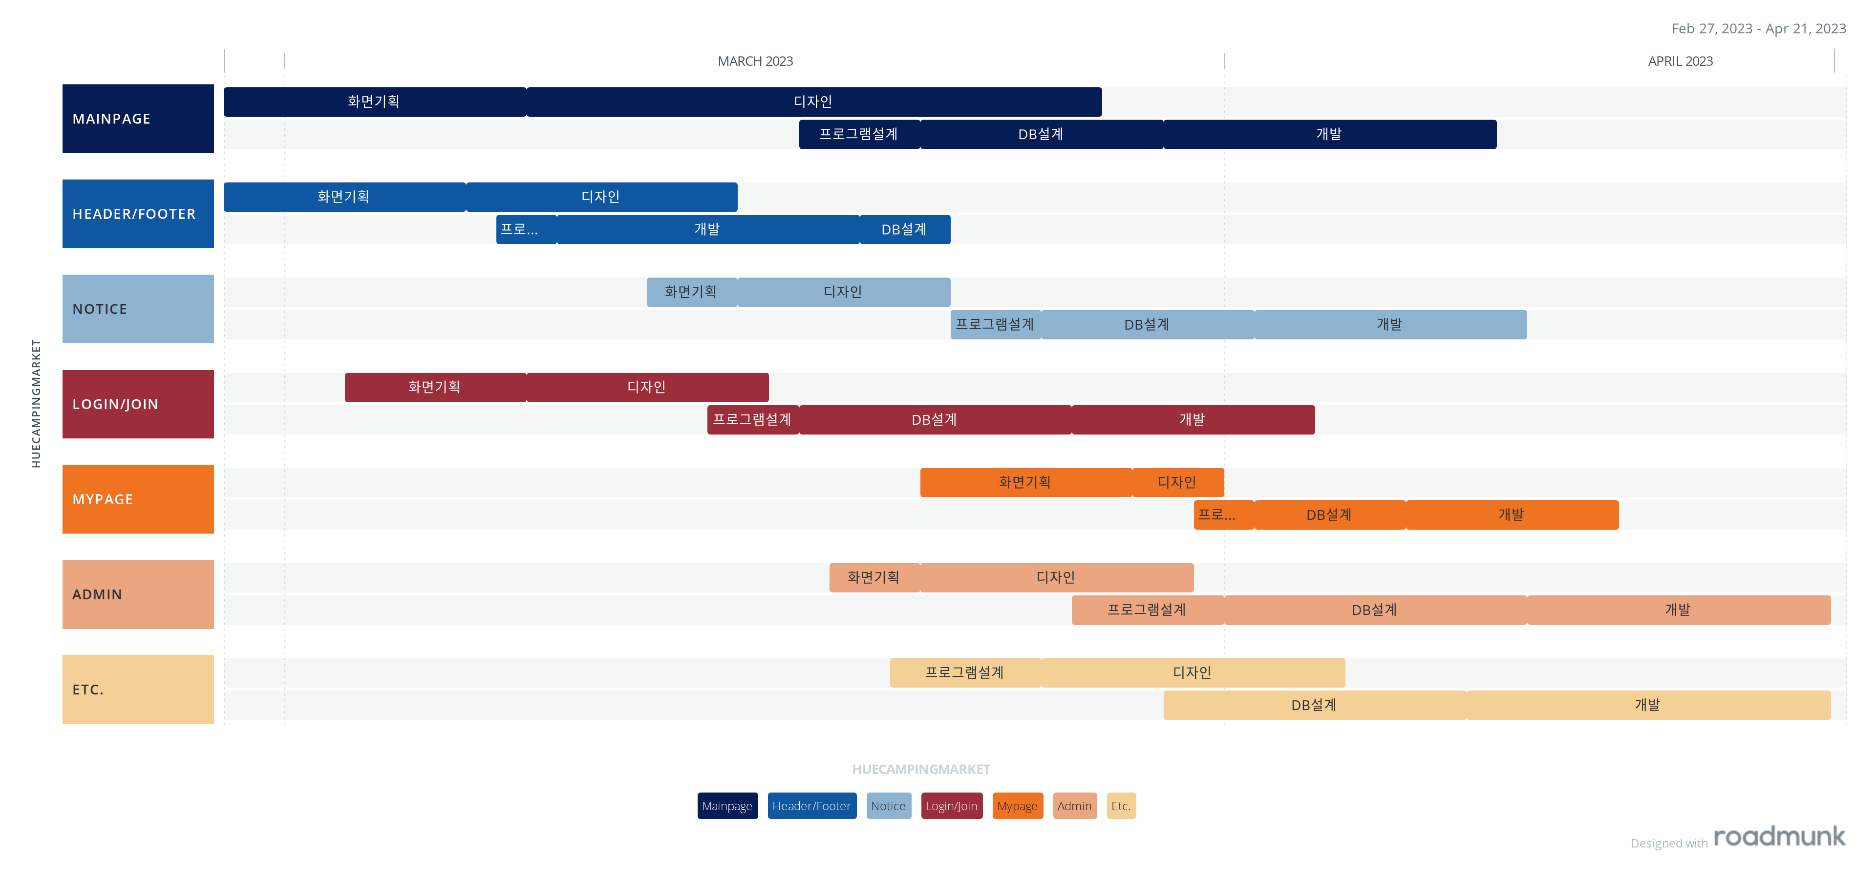 Feb 27, 2023 - Apr 21, 2023
MARCH 2023
APRIL 2023
HUECAMPINGMARKET
MAINPAGE
화면기획
디자인
프로그램설계
DB설계
개발
HEADER/FOOTER
화면기획
디자인
프로...
개발
DB설계
NOTICE
화면기획
디자인
프로그램설계
DB설계
개발
LOGIN/JOIN
화면기획
디자인
프로그램설계
DB설계
개발
MYPAGE
화면기획
디자인
프로...
DB설계
개발
ADMIN
화면기획
디자인
프로그램설계
DB설계
개발
ETC.
프로그램설계
디자인
DB설계
개발
HUECAMPINGMARKET
Mainpage
Header/Footer
Notice
Login/Join
Mypage
Admin
Etc.
Designed with roadmunk